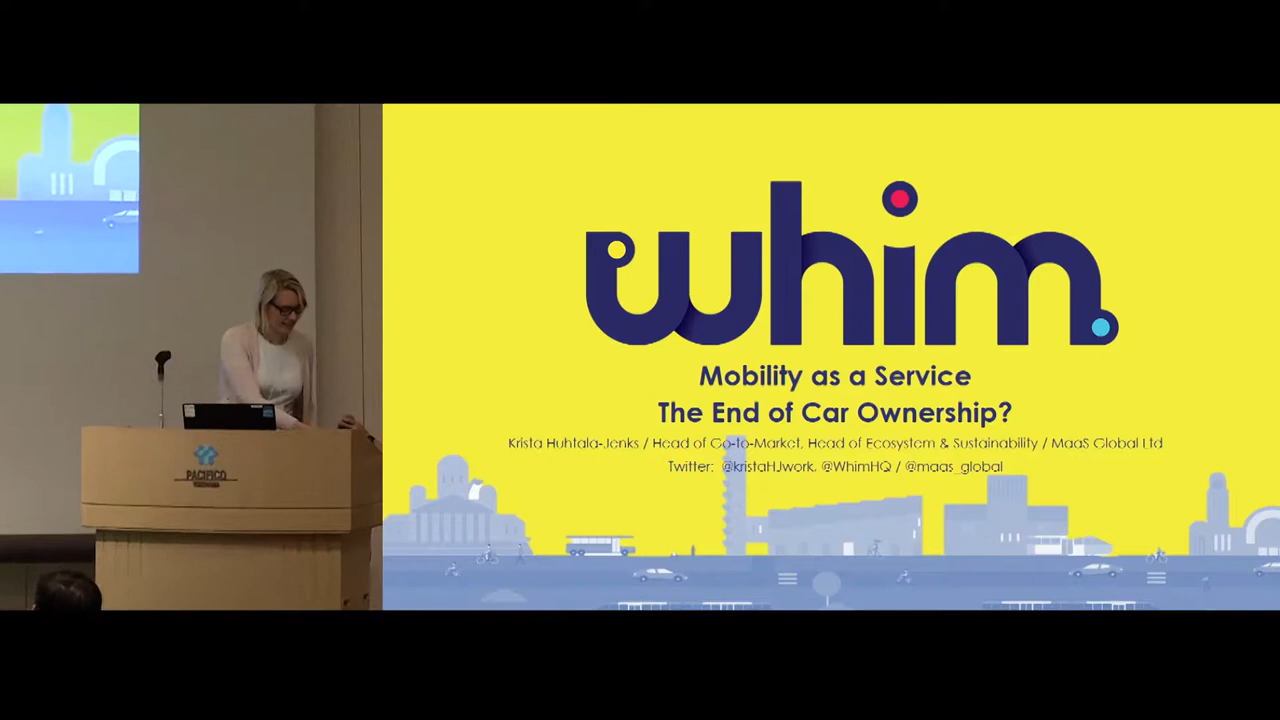 whim.
Mobility as a Service
The End of Car Ownership?
Krista Huhtala-Jenks / Head of Go-to-Market, Head of Ecosystem & Sustainability / MaaS Global Ltd
Twitter: @kristaHJwork, @WhimHQ / @maas_global
PACIFICO